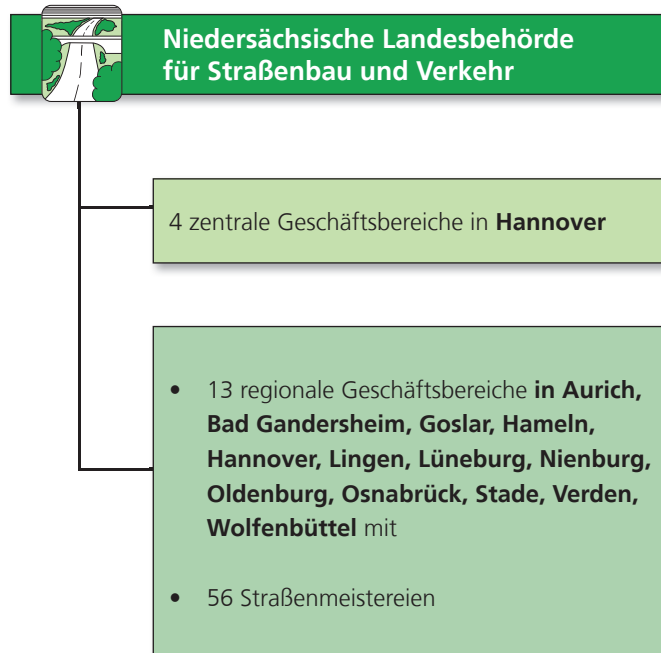 Niedersächsische Landesbehörde
für Straßenbau und Verkehr
4 zentrale Geschäftsbereiche in Hannover
• 13 regionale Geschäftsbereiche in Aurich,
Bad Gandersheim, Goslar, Hameln,
Hannover, Lingen, Lüneburg, Nienburg,
Oldenburg, Osnabrück, Stade, Verden,
Wolfenbüttel mit
• 56 Straßenmeistereien